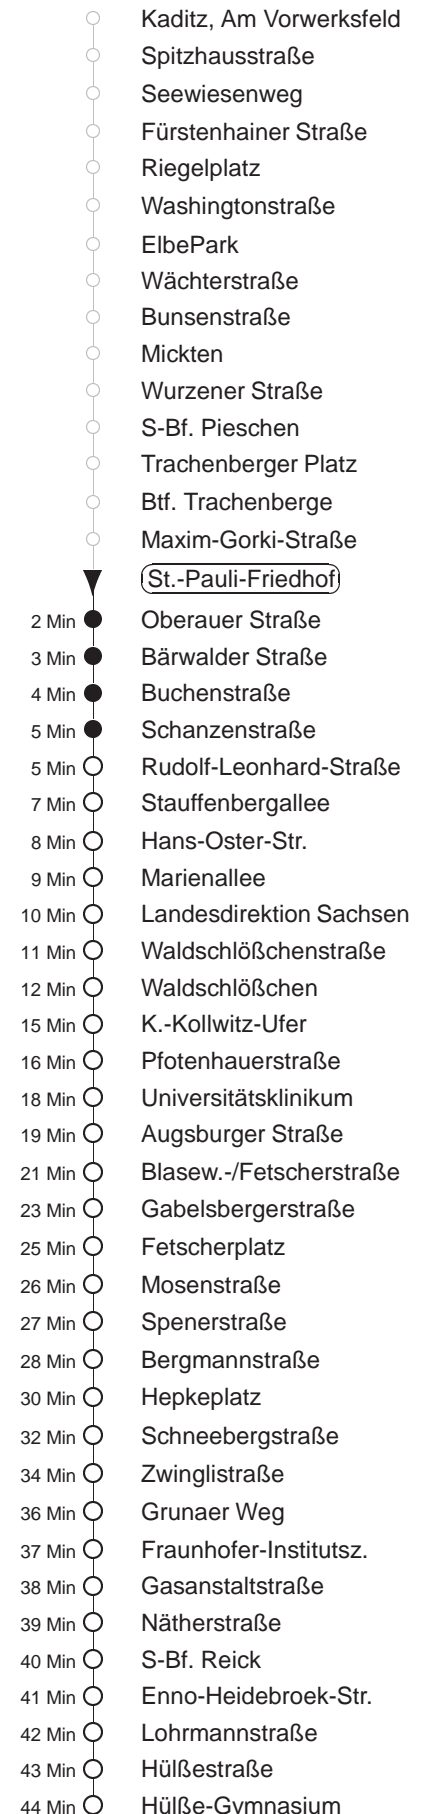 Kaditz, Am Vorwerksfeld
Spitzhausstraße
Seewiesenweg
Fürstenhainer Straße
Riegelplatz
Washingtonstraße
ElbePark
Wächterstraße
Bunsenstraße
Mickten
Wurzener Straße
S-Bf. Pieschen
Trachenberger Platz
Btf. Trachenberge
Maxim-Gorki-Straße
St.-Pauli-Friedhof
2 Min Oberauer Straße
3 Min Bärwalder Straße
4 Min Buchenstraße
5 Min Schanzenstraße
5 Min Rudolf-Leonhard-Straße
7 Min Stauffenbergallee
8 Min Hans-Oster-Str.
9 Min Marienallee
10 Min Landesdirektion Sachsen
11 Min Waldschlößchenstraße
12 Min Waldschlößchen
15 Min K.-Kollwitz-Ufer
16 Min Pfotenhauerstraße
18 Min Universitätsklinikum
19 Min Augsburger Straße
21 Min Blasew.-/Fetscherstraße
23 Min Gabelsbergerstraße
25 Min Fetscherplatz
26 Min Mosenstraße
27 Min Spenerstraße
28 Min Bergmannstraße
30 Min Hepkeplatz
32 Min Schneebergstraße
34 Min Zwinglistraße
36 Min Grunaer Weg
37 Min Fraunhofer-Institutsz.
38 Min Gasanstaltstraße
39 Min Nätherstraße
40 Min S-Bf. Reick
41 Min Enno-Heidebroek-Str.
42 Min Lohrmannstraße
43 Min Hülßestraße
44 Min Hülße-Gymnasium